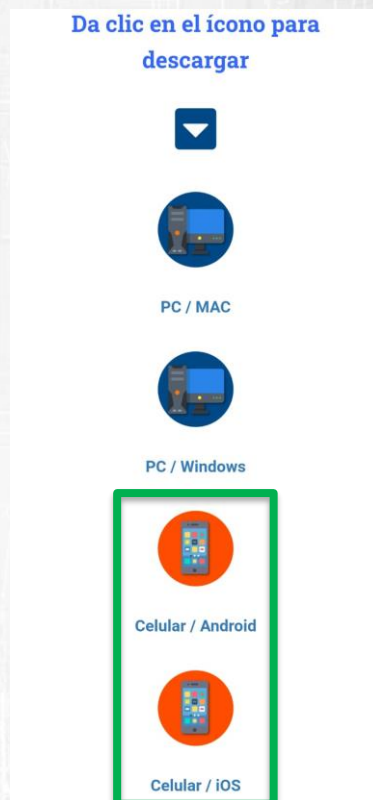 Da clic en el ícono para
descargar
PC / MAC
PC / Windows
Celular / Android
Celular / iOS